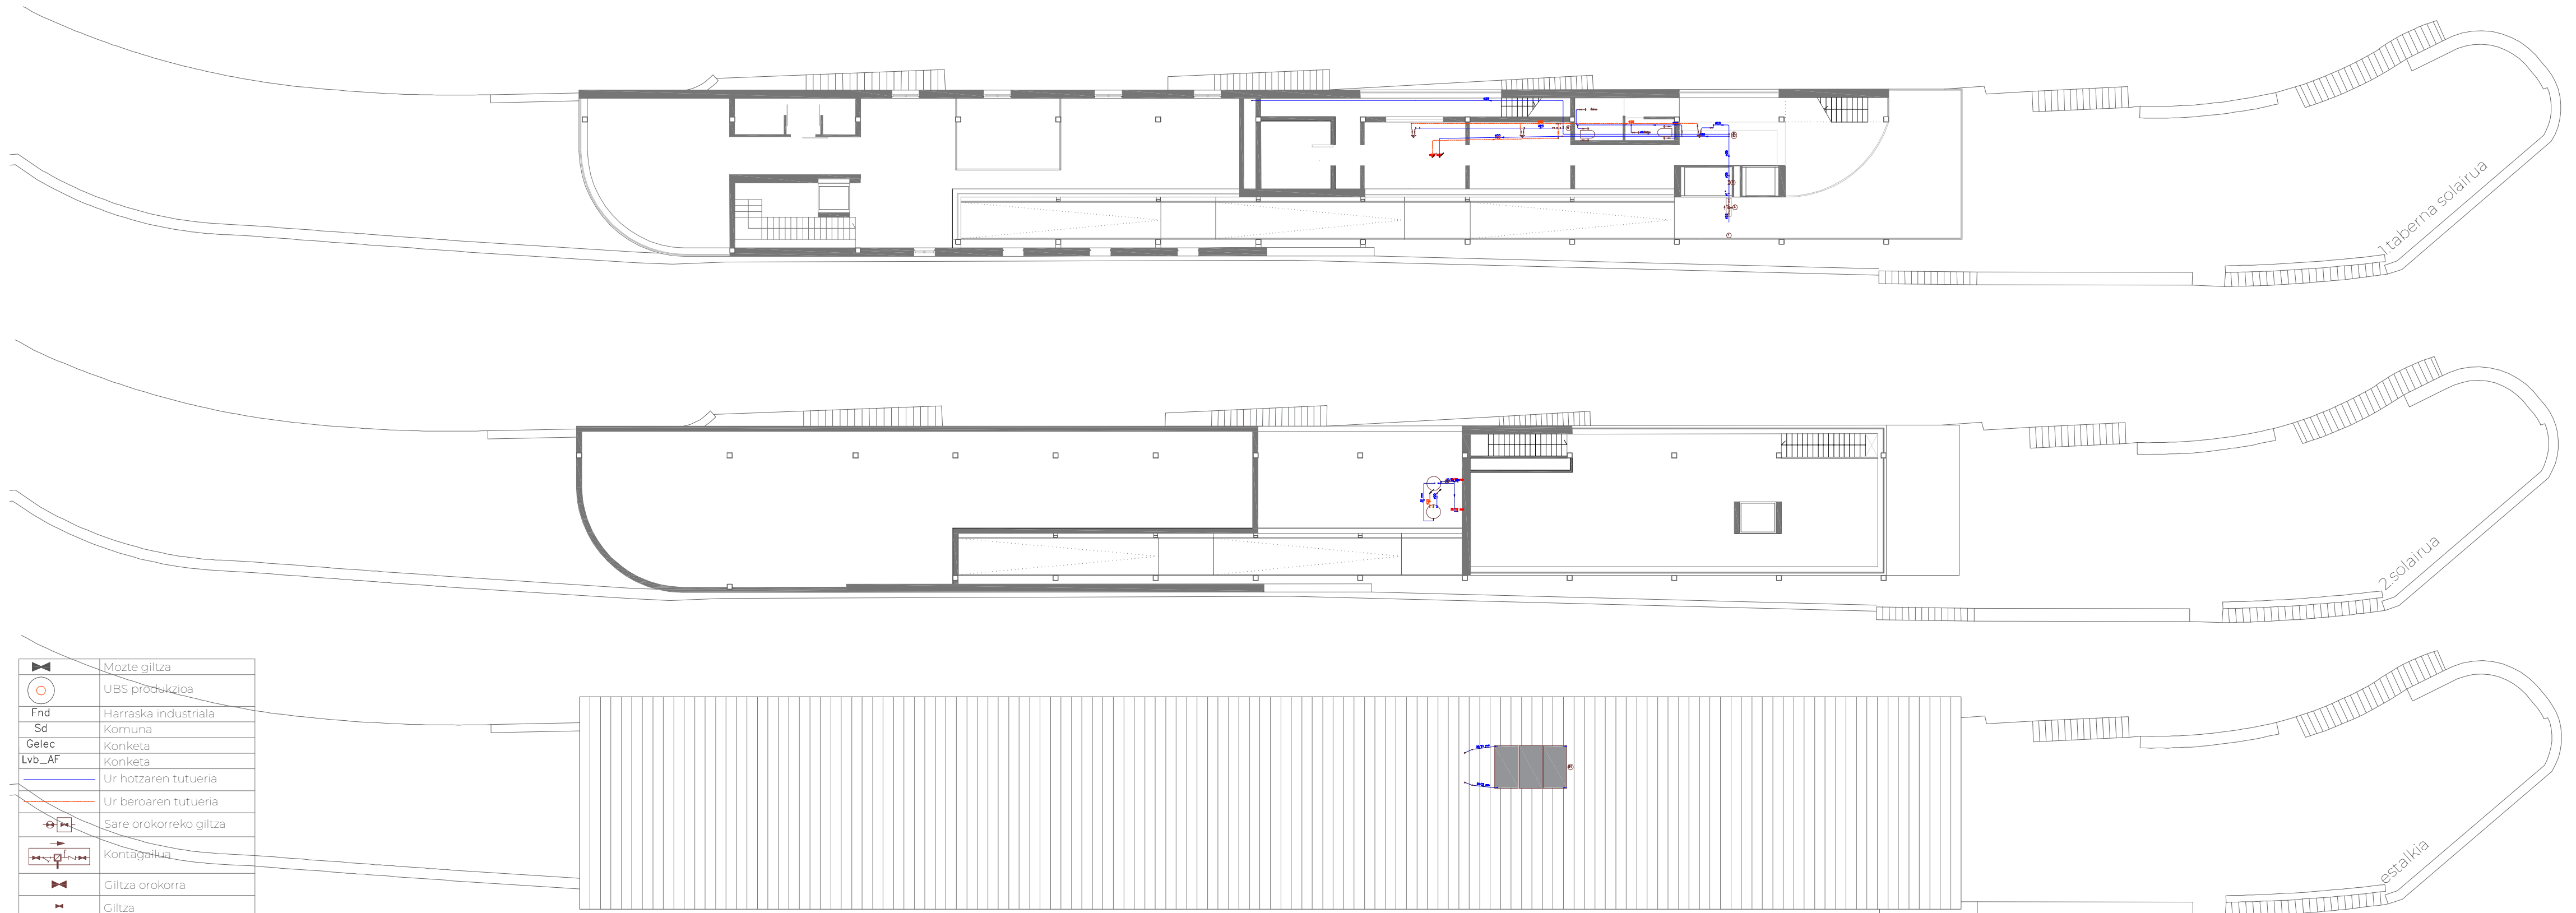 1.taberna solairua
2.solairua
Mozte giltza
UBS produkzioa
Fnd Harraska industriala
Sd Komuna
Gelec Konketa
Lvb_AF Konketa
Ur hotzaren tutueria
Ur beroaren tutueria
Sare orokorreko giltza
Kontagailua
Giltza orokorra
Giltza
estalkia